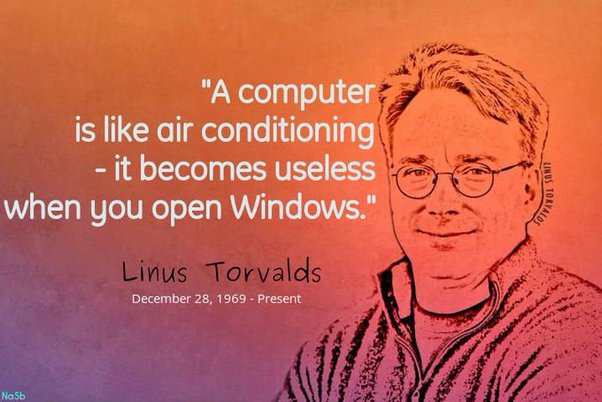 "A computer
is like air conditioning
- it becomes useless
when you open Windows."
Linus Torvalds
December 28, 1969 - Present
LINUS TORVALDS
NaSb